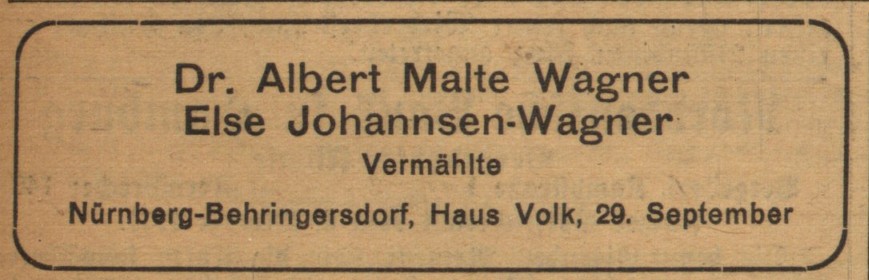 Dr. Albert Malte Wagner
Else Johannsen-Wagner
Vermählte
Nürnberg-Behringersdorf, Haus Volk, 29. September